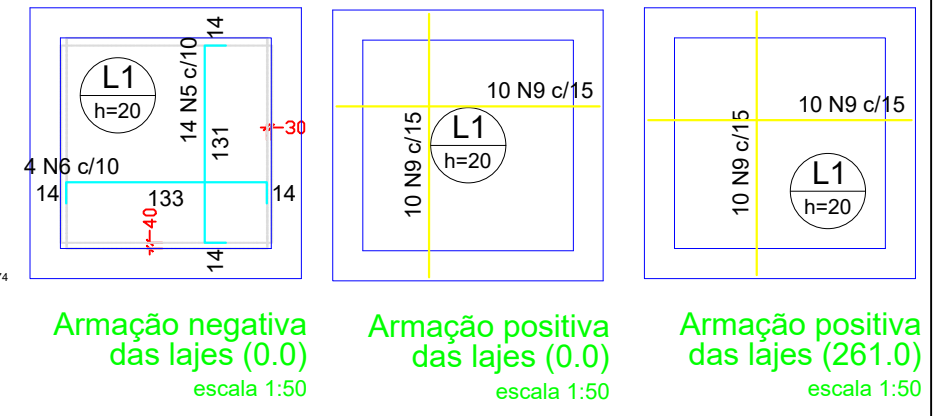 14
14 N5 c/10
L1
h=20
131
30
4 N6 c/10
14
133
14
40
14
74
Armação negativa
das lajes (0.0)
escala 1:50
10 N9 c/15
10 N9 c/15
L1
h=20
Armação positiva
das lajes (0.0)
escala 1:50
10 N9 c/15
10 N9 c/15
L1
h=20
Armação positiva
das lajes (261.0)
escala 1:50